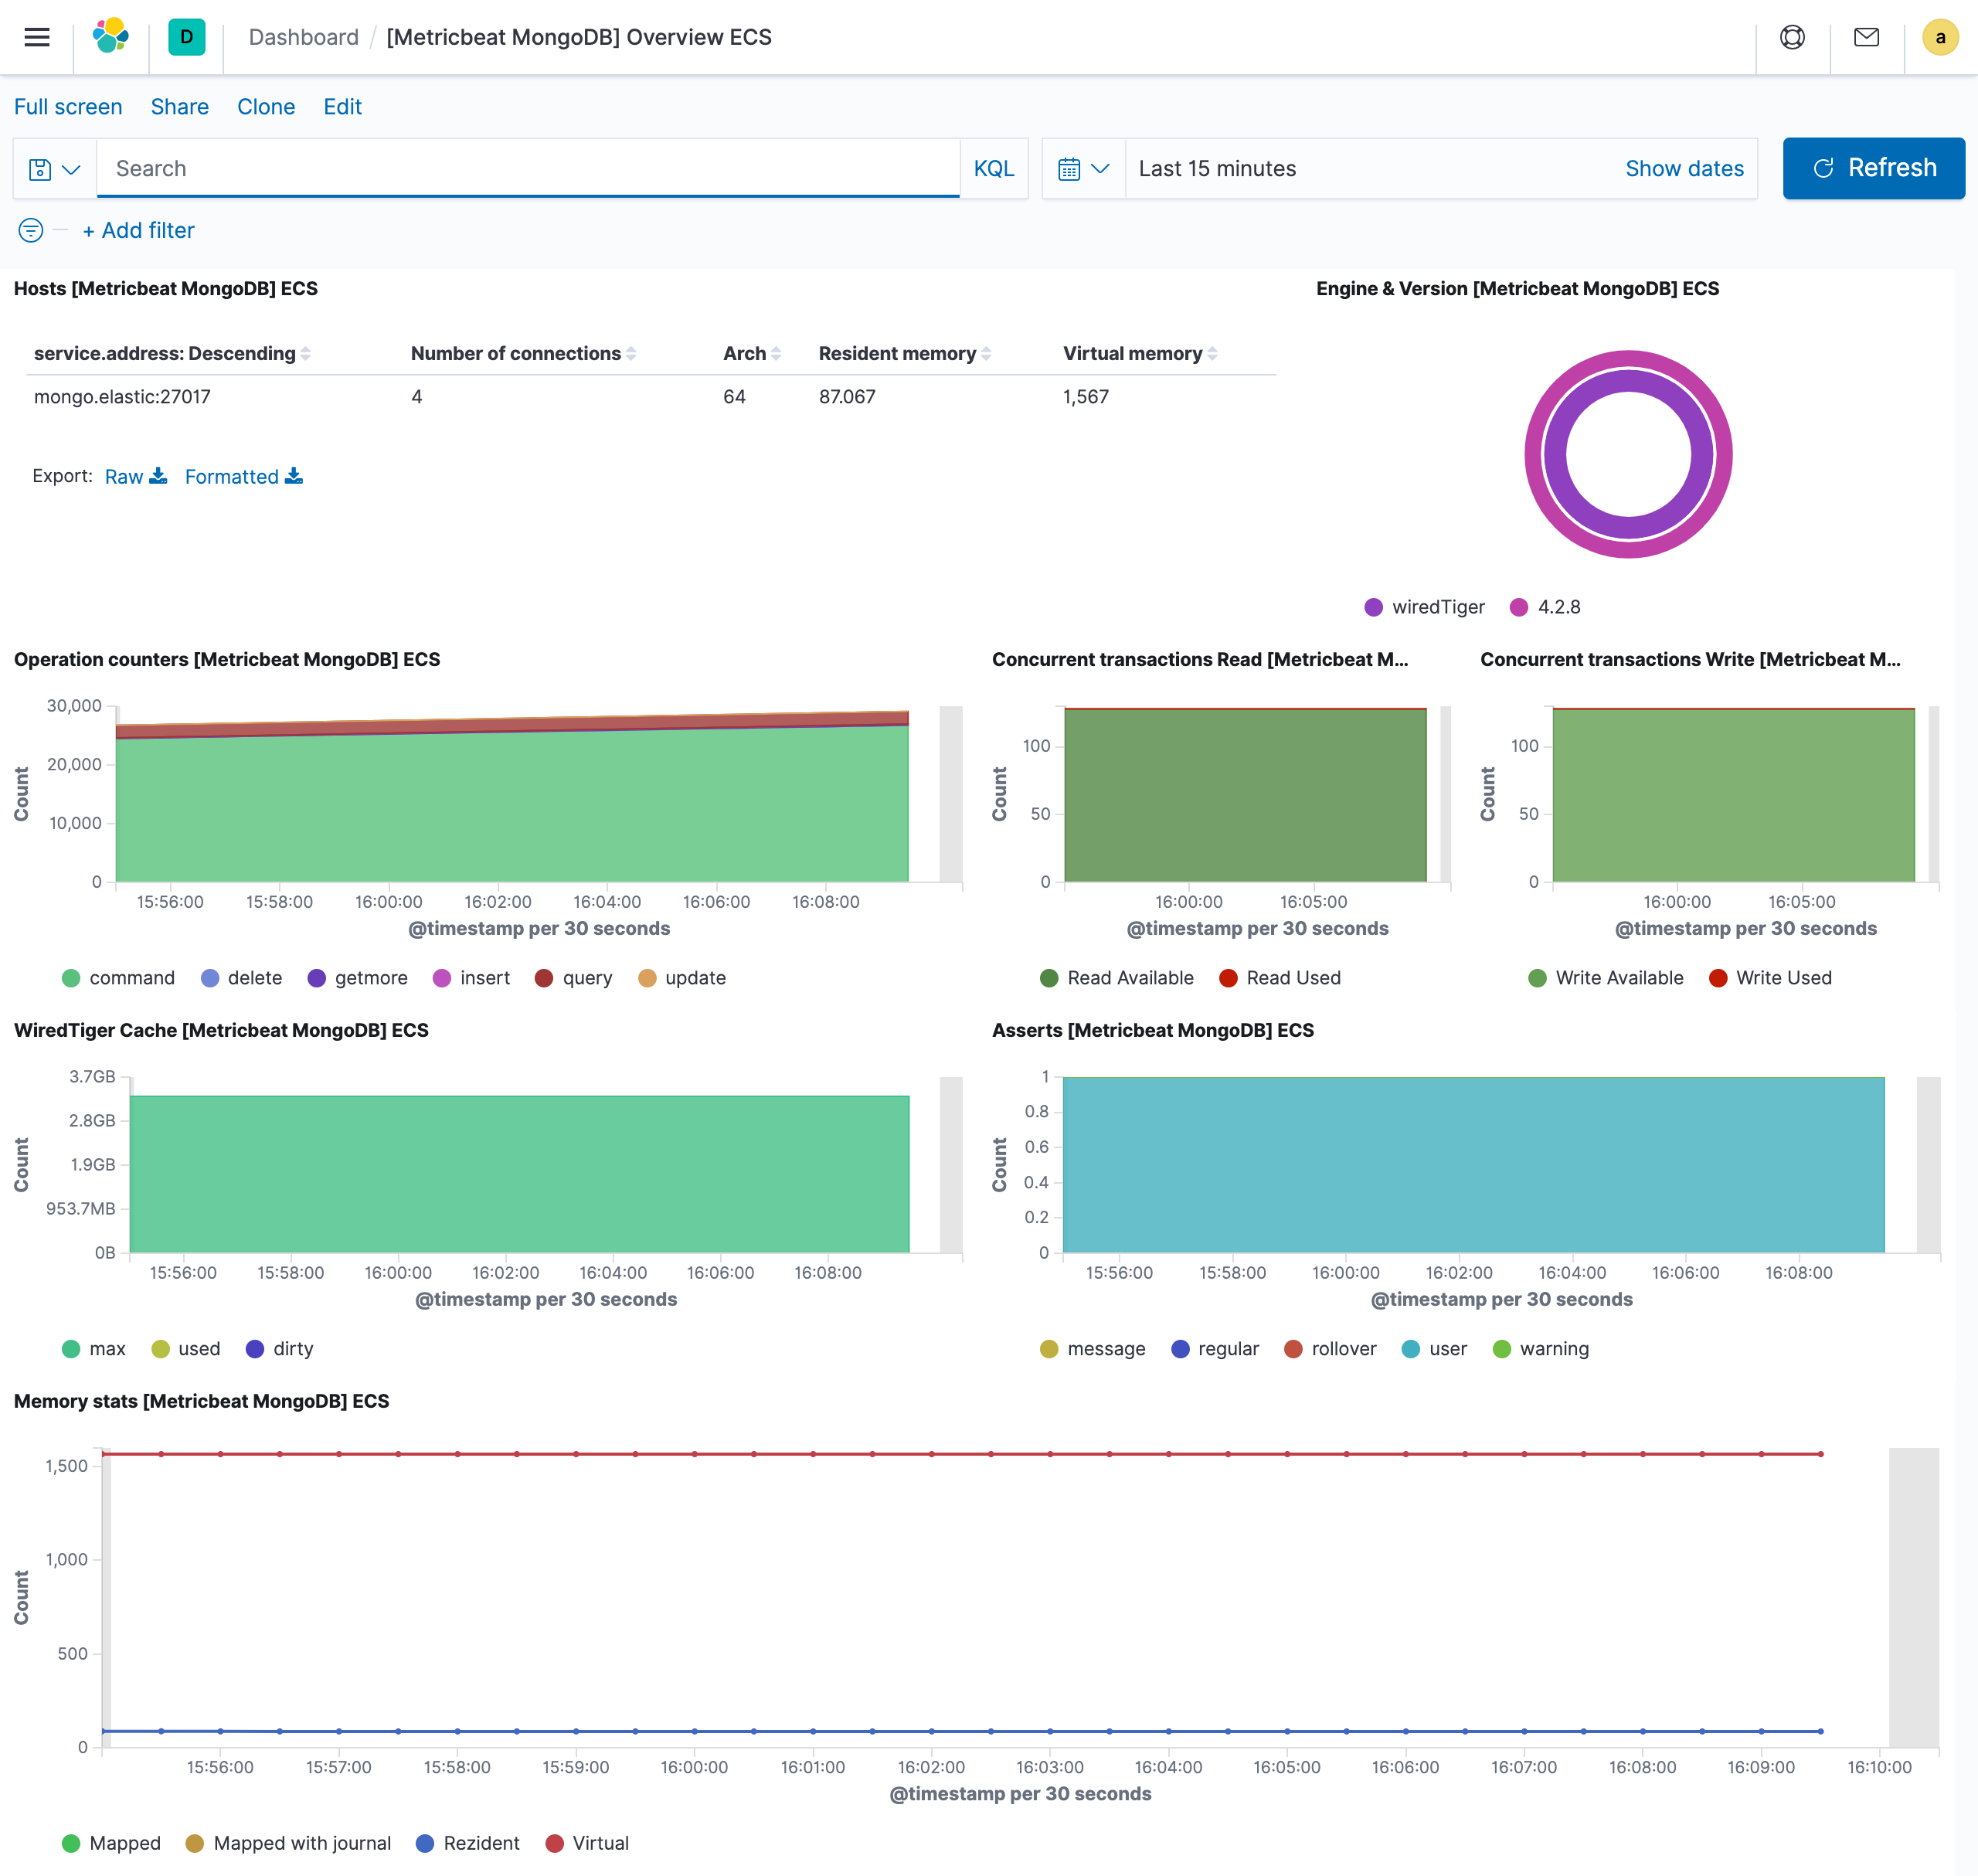 D Dashboard / [Metricbeat MongoDB] Overview ECS a
Full screen Share Clone Edit
Search KQL Last 15 minutes Show dates Refresh
+ Add filter
Hosts [Metricbeat MongoDB] ECS
service.address: Descending Number of connections Arch Resident memory Virtual memory
mongo.elastic:27017 4 64 87.067 1,567
Export: Raw Formatted
Engine & Version [Metricbeat MongoDB] ECS
wiredTiger 4.2.8
Operation counters [Metricbeat MongoDB] ECS
30,000
20,000
10,000
0
Count
15:56:00 15:58:00 16:00:00 16:02:00 16:04:00 16:06:00 16:08:00
@timestamp per 30 seconds
command delete getmore insert query update
Concurrent transactions Read [Metricbeat M...
100
50
0
Count
16:00:00 16:05:00
@timestamp per 30 seconds
Read Available Read Used
Concurrent transactions Write [Metricbeat M...
100
50
0
Count
16:00:00 16:05:00
@timestamp per 30 seconds
Write Available Write Used
WiredTiger Cache [Metricbeat MongoDB] ECS
3.7GB
2.8GB
1.9GB
953.7MB
0B
Count
15:56:00 15:58:00 16:00:00 16:02:00 16:04:00 16:06:00 16:08:00
@timestamp per 30 seconds
max used dirty
Asserts [Metricbeat MongoDB] ECS
1
0.8
0.6
0.4
0.2
0
Count
15:56:00 15:58:00 16:00:00 16:02:00 16:04:00 16:06:00 16:08:00
@timestamp per 30 seconds
message regular rollover user warning
Memory stats [Metricbeat MongoDB] ECS
1,500
1,000
500
0
Count
15:56:00 15:57:00 15:58:00 15:59:00 16:00:00 16:01:00 16:02:00 16:03:00 16:04:00 16:05:00 16:06:00 16:07:00 16:08:00 16:09:00 16:10:00
@timestamp per 30 seconds
Mapped Mapped with journal Rezident Virtual